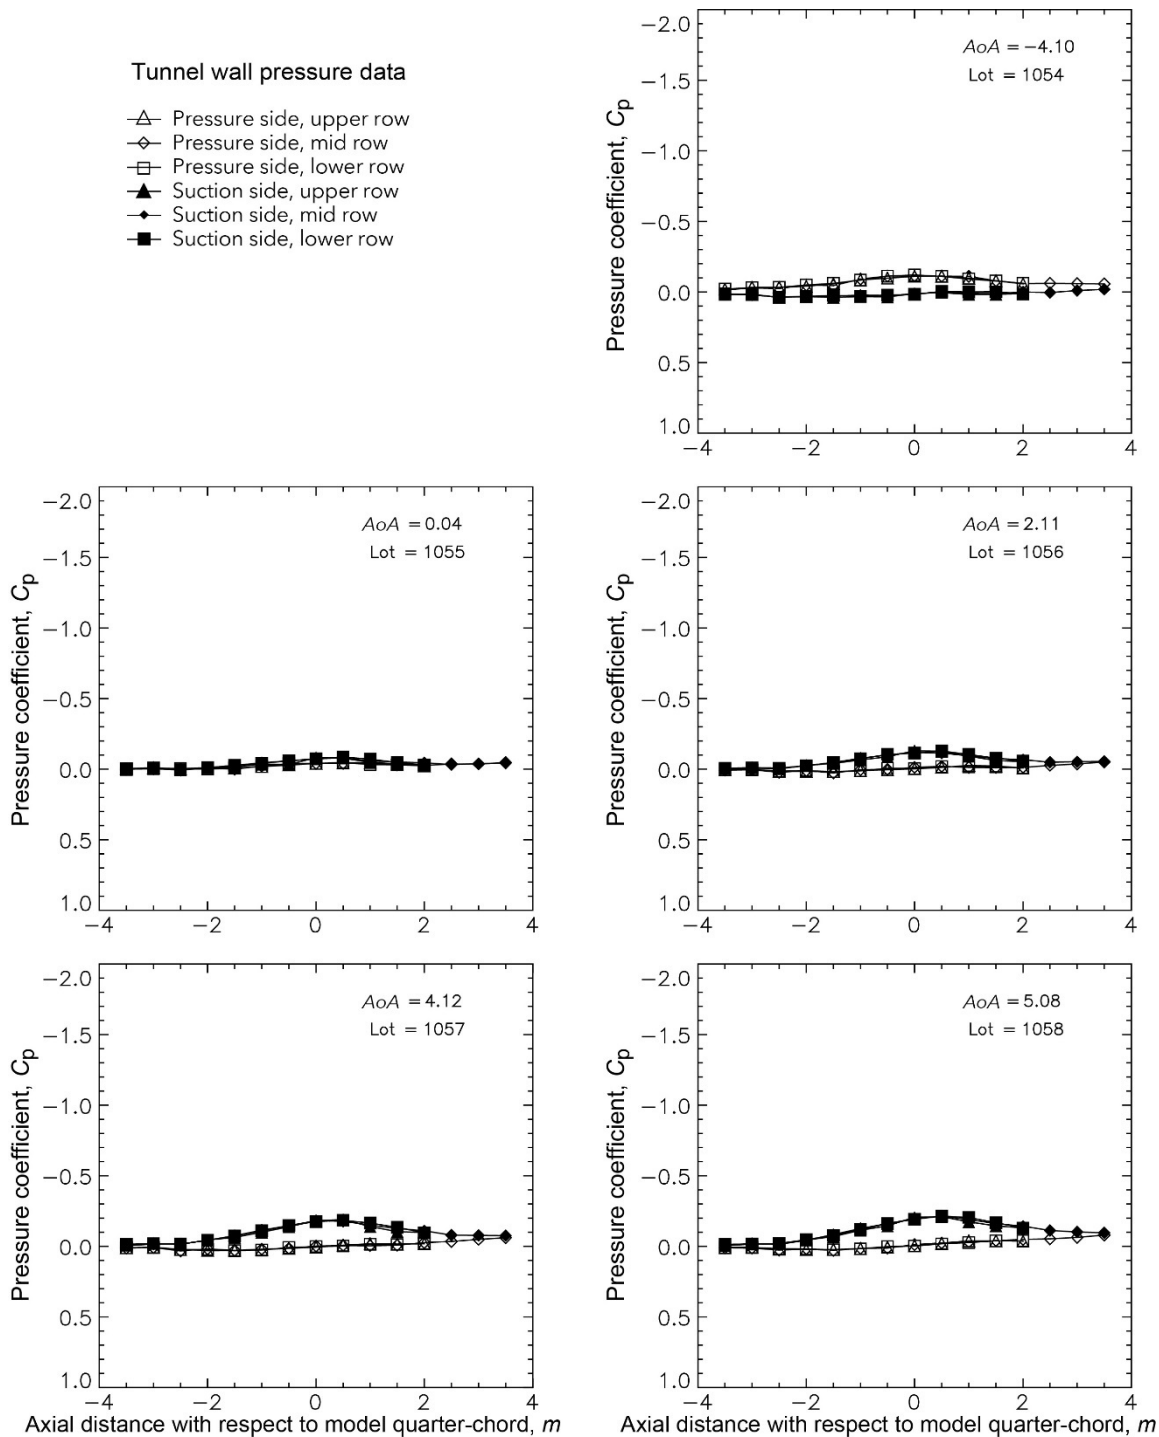 Tunnel wall pressure data
Pressure side, upper row
Pressure side, mid row
Pressure side, lower row
Suction side, upper row
Suction side, mid row
Suction side, lower row
AoA = −4.10
Lot = 1054
Pressure coefficient, Cp
−2.0
−1.5
−1.0
−0.5
0.0
0.5
1.0
−4 −2 0 2 4
AoA = 0.04
Lot = 1055
Pressure coefficient, Cp
−2.0
−1.5
−1.0
−0.5
0.0
0.5
1.0
−4 −2 0 2 4
AoA = 2.11
Lot = 1056
Pressure coefficient, Cp
−2.0
−1.5
−1.0
−0.5
0.0
0.5
1.0
−4 −2 0 2 4
AoA = 4.12
Lot = 1057
Pressure coefficient, Cp
−2.0
−1.5
−1.0
−0.5
0.0
0.5
1.0
−4 −2 0 2 4
Axial distance with respect to model quarter-chord, m
AoA = 5.08
Lot = 1058
Pressure coefficient, Cp
−2.0
−1.5
−1.0
−0.5
0.0
0.5
1.0
−4 −2 0 2 4
Axial distance with respect to model quarter-chord, m